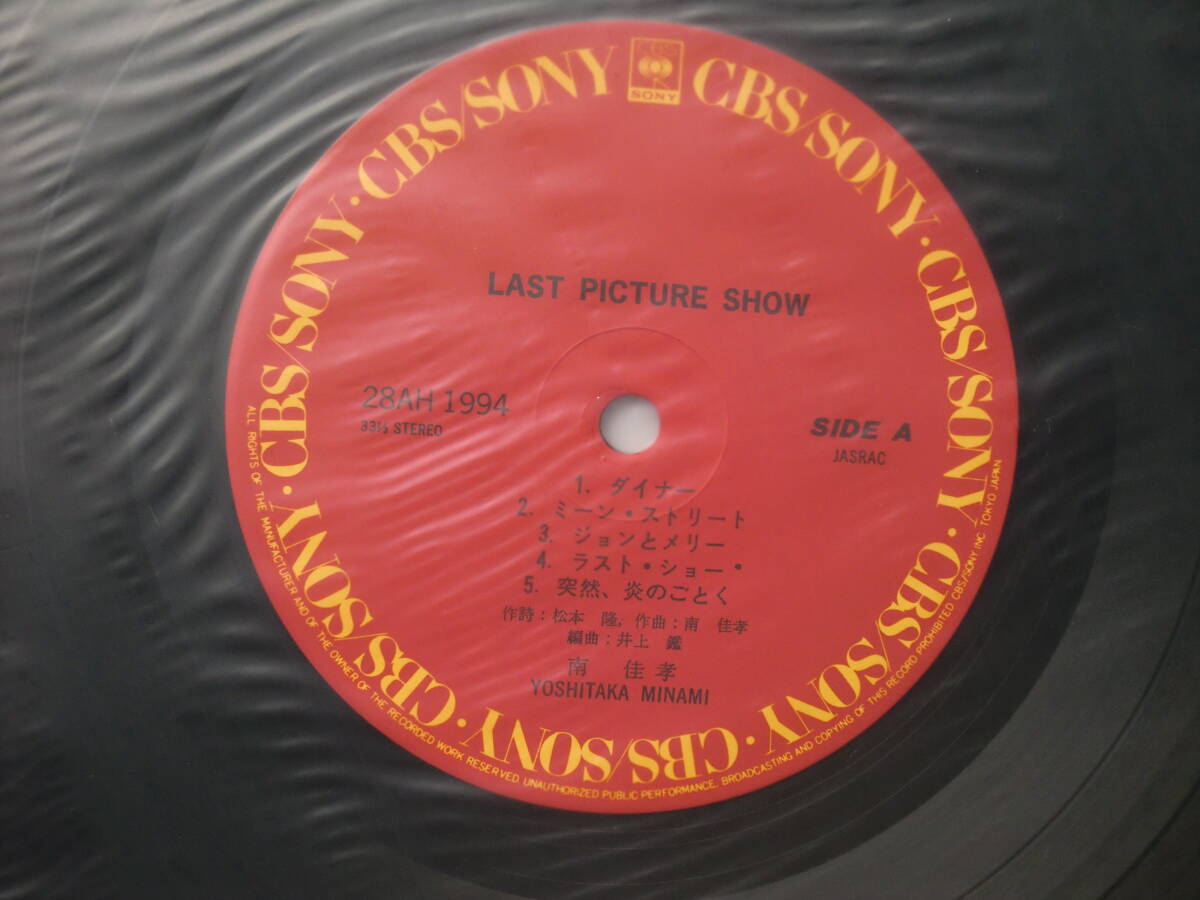 CBS/SONY · CBS/SONY · CBS/SONY · CBS/SONY · CBS/SONY · CBS/SONY · CBS/SONY · CBS/SONY
SONY
LAST PICTURE SHOW
28AH 1994
33⅓ STEREO
SIDE A
JASRAC
1. ダイナー
2. ミーン・ストリート
3. ジョンとメリー
4. ラスト・ショー・
5. 突然、炎のごとく
作詩：松本 隆, 作曲：南 佳孝
編曲：井上 鑑
南 佳孝
YOSHITAKA MINAMI
ALL RIGHTS OF THE MANUFACTURER AND OF THE OWNER OF THE RECORDED WORK RESERVED. UNAUTHORIZED PUBLIC PERFORMANCE, BROADCASTING AND COPYING OF THIS RECORD PROHIBITED CBS/SONY INC. TOKYO JAPAN